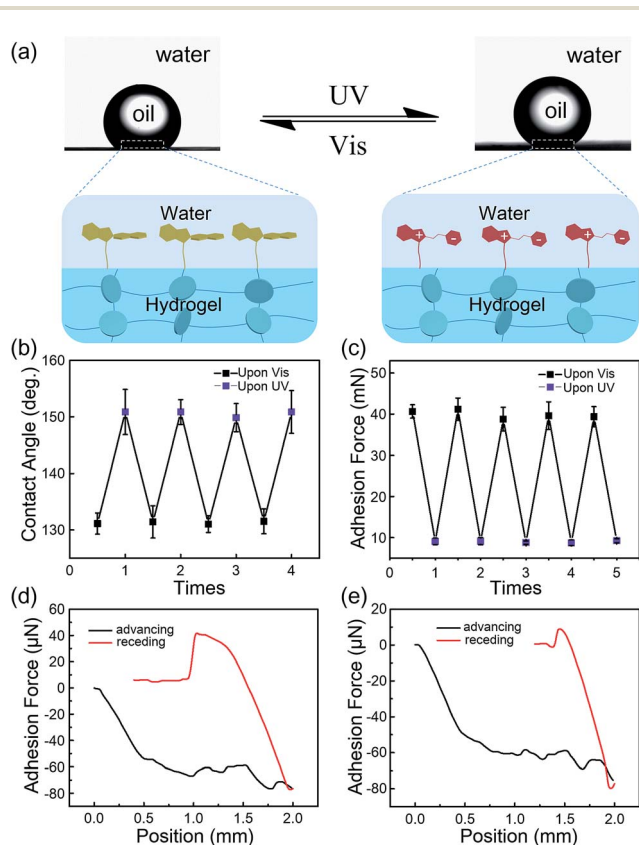 (a)
water
oil
UV
Vis
water
oil
Water
Hydrogel
Water
+ - + - + -
Hydrogel
(b)
160
150
140
130
Contact Angle (deg.)
Upon Vis
Upon UV
0 1 2 3 4
Times
(c)
50
40
30
20
10
Adhesion Force (mN)
Upon Vis
Upon UV
0 1 2 3 4 5
Times
(d)
60
40
20
0
-20
-40
-60
-80
Adhesion Force (µN)
advancing
receding
0.0 0.5 1.0 1.5 2.0
Position (mm)
(e)
20
0
-20
-40
-60
-80
Adhesion Force (µN)
advancing
receding
0.0 0.5 1.0 1.5 2.0
Position (mm)